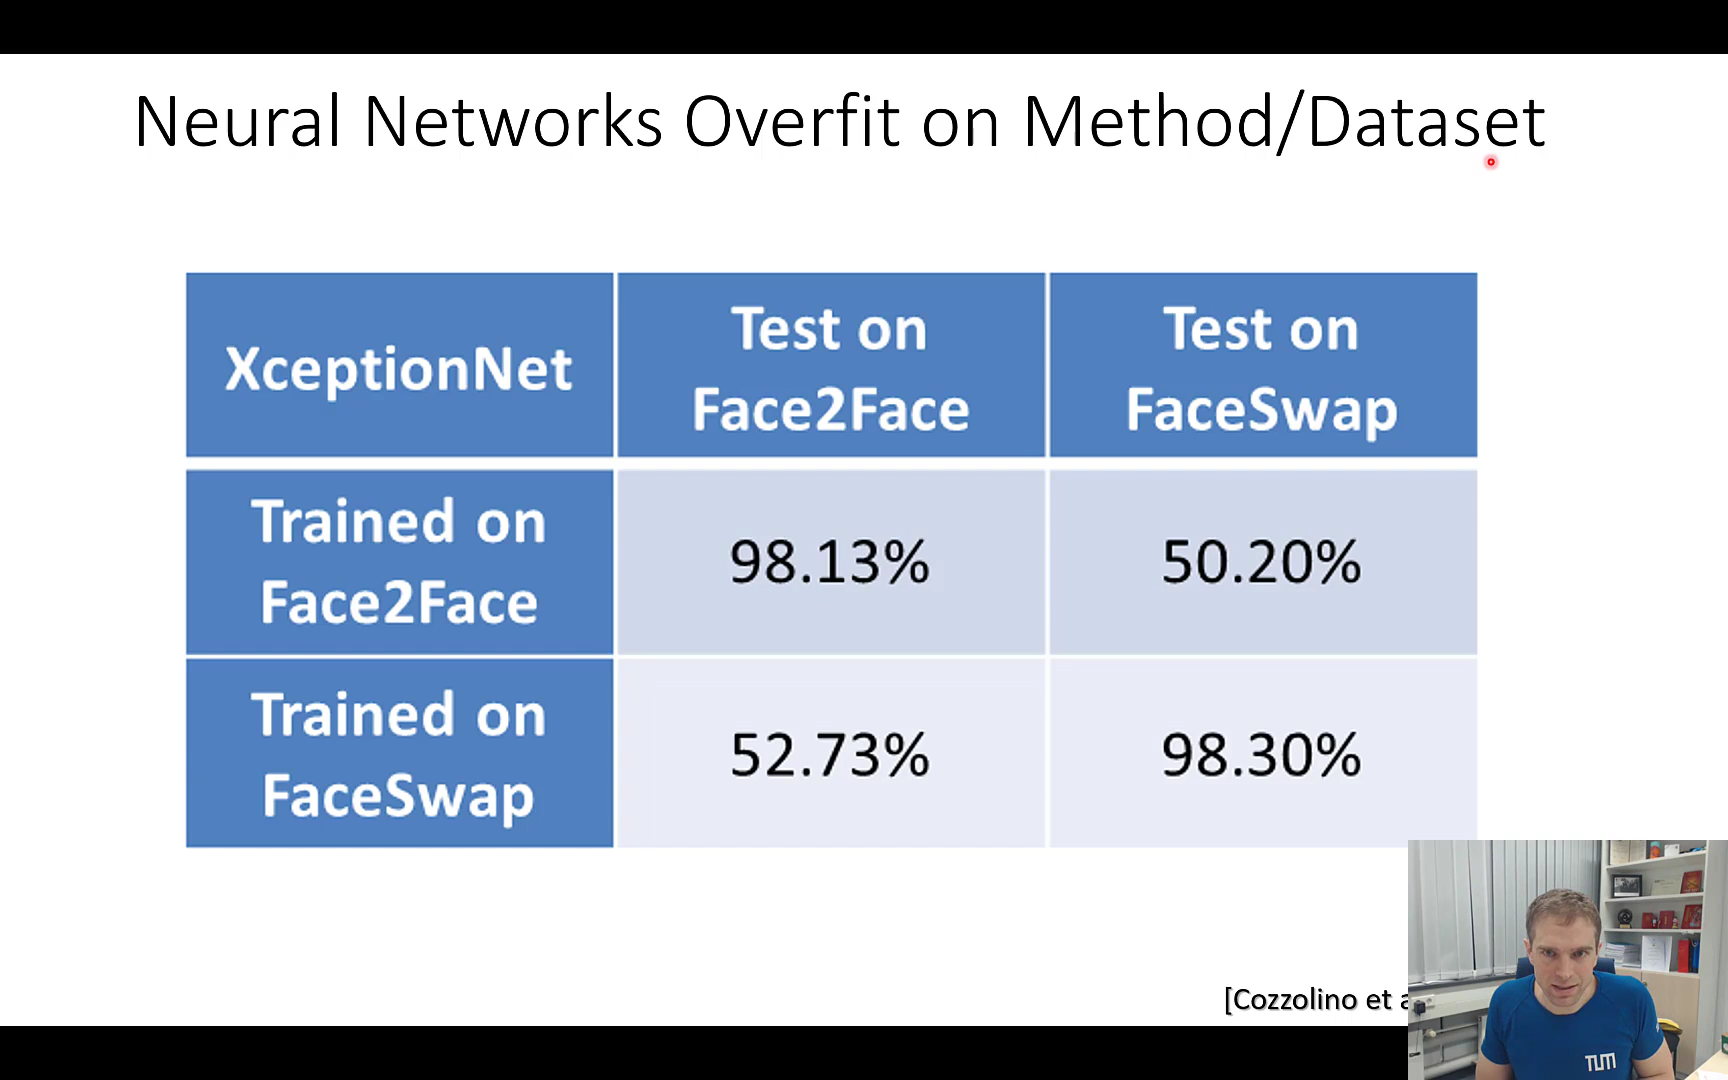 Neural Networks Overfit on Method/Dataset
XceptionNet
Test on
Face2Face
Test on
FaceSwap
Trained on
Face2Face
98.13%
50.20%
Trained on
FaceSwap
52.73%
98.30%
[Cozzolino et
TUM